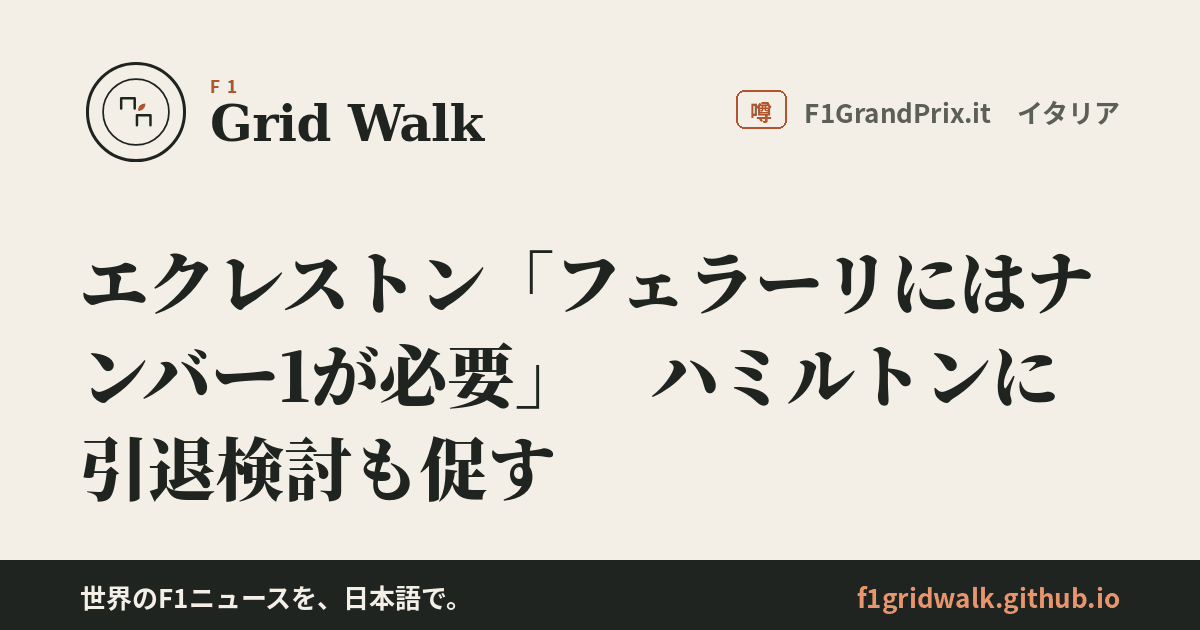 F1
Grid Walk
噂 F1GrandPrix.it イタリア
エクレストン「フェラーリにはナ
ンバー1が必要」 ハミルトンに
引退検討も促す
世界のF1ニュースを、日本語で。
f1gridwalk.github.io